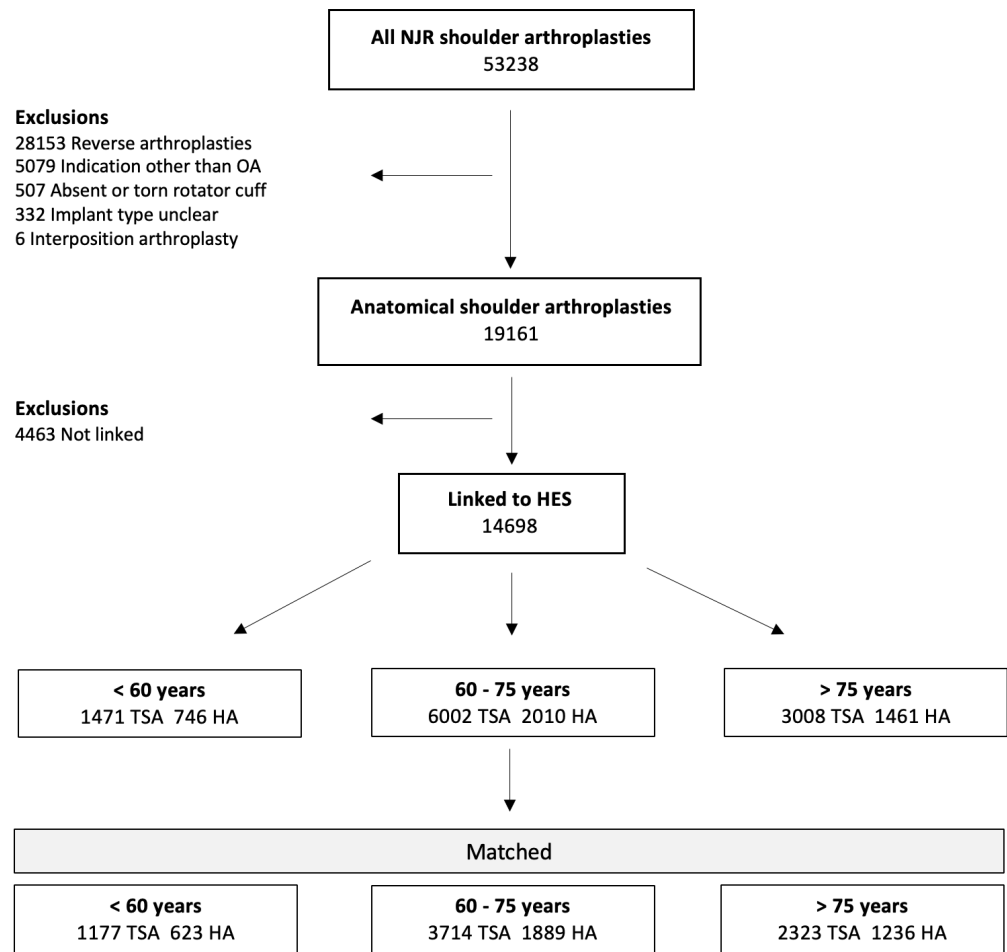 All NJR shoulder arthroplasties
53238
Exclusions
28153 Reverse arthroplasties
5079 Indication other than OA
507 Absent or torn rotator cuff
332 Implant type unclear
6 Interposition arthroplasty
Anatomical shoulder arthroplasties
19161
Exclusions
4463 Not linked
Linked to HES
14698
< 60 years
1471 TSA 746 HA
60 - 75 years
6002 TSA 2010 HA
> 75 years
3008 TSA 1461 HA
Matched
< 60 years
1177 TSA 623 HA
60 - 75 years
3714 TSA 1889 HA
> 75 years
2323 TSA 1236 HA